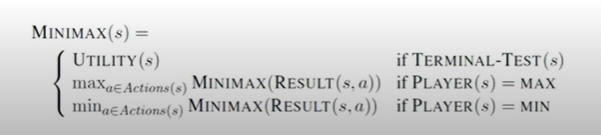 MINIMAX(s) =
UTILITY(s) if TERMINAL-TEST(s)
max_{a∈Actions(s)} MINIMAX(RESULT(s, a)) if PLAYER(s) = MAX
min_{a∈Actions(s)} MINIMAX(RESULT(s, a)) if PLAYER(s) = MIN